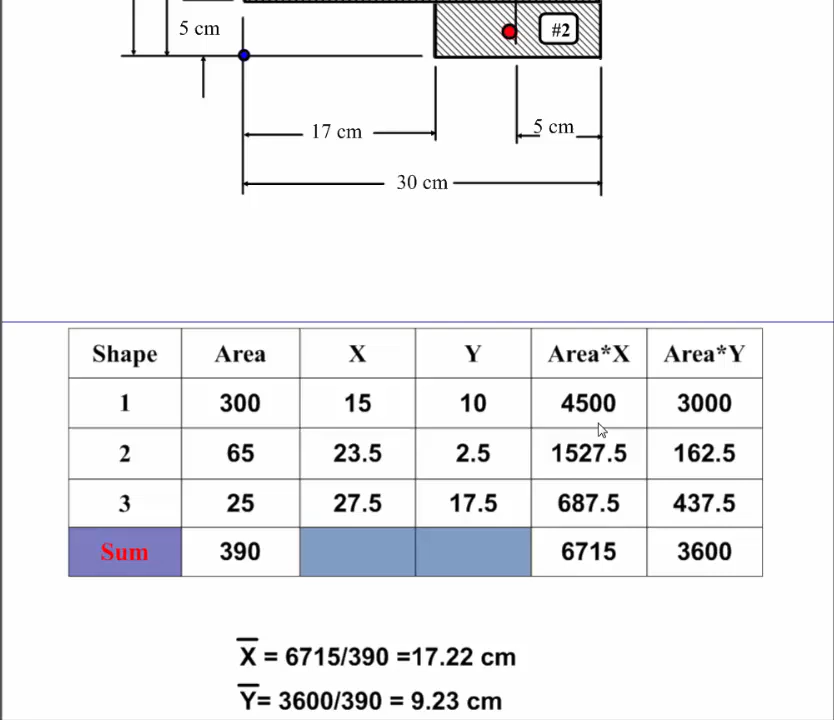 5 cm
#2
17 cm
5 cm
30 cm
Shape Area X Y Area*X Area*Y
1 300 15 10 4500 3000
2 65 23.5 2.5 1527.5 162.5
3 25 27.5 17.5 687.5 437.5
Sum 390 6715 3600
X̅ = 6715/390 =17.22 cm
Y̅= 3600/390 = 9.23 cm